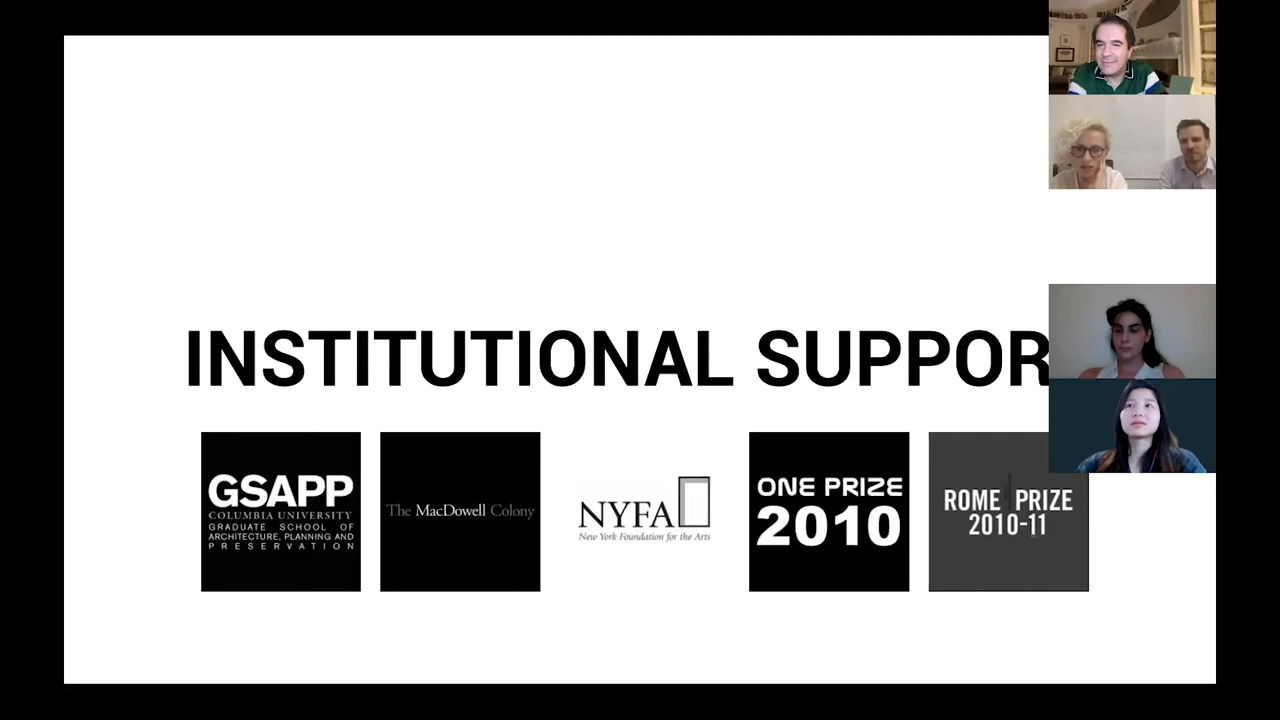 INSTITUTIONAL SUPPOR
GSAPP
COLUMBIA UNIVERSITY
GRADUATE SCHOOL OF
ARCHITECTURE, PLANNING AND
PRESERVATION
The MacDowell Colony
NYFA
New York Foundation for the Arts
ONE PRIZE
2010
ROME PRIZE
2010-11